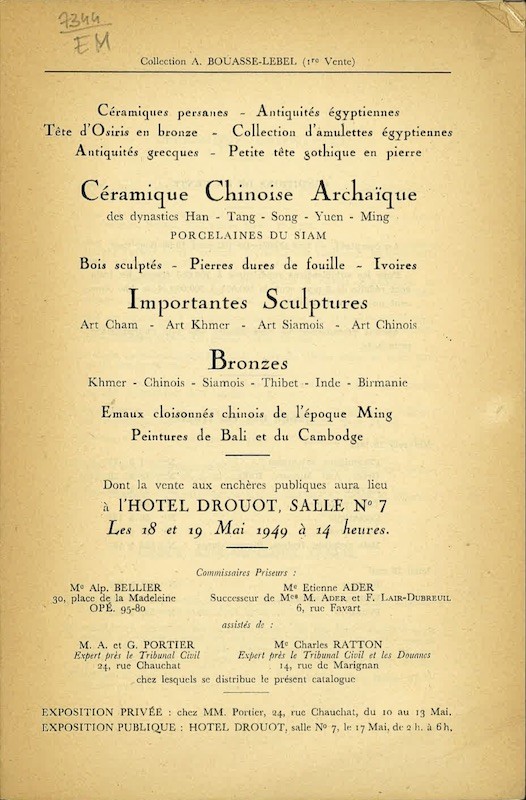 7344
EM
Collection A. BOUASSE-LEBEL (1re Vente)
Céramiques persanes - Antiquités égyptiennes
Tête d'Osiris en bronze - Collection d'amulettes égyptiennes
Antiquités grecques - Petite tête gothique en pierre
Céramique Chinoise Archaïque
des dynasties Han - Tang - Song - Yuen - Ming
PORCELAINES DU SIAM
Bois sculptés - Pierres dures de fouille - Ivoires
Importantes Sculptures
Art Cham - Art Khmer - Art Siamois - Art Chinois
Bronzes
Khmer - Chinois - Siamois - Thibet - Inde - Birmanie
Emaux cloisonnés chinois de l'époque Ming
Peintures de Bali et du Cambodge
Dont la vente aux enchères publiques aura lieu
à l'HOTEL DROUOT, SALLE No 7
Les 18 et 19 Mai 1949 à 14 heures.
Commissaires Priseurs :
Me Alp. BELLIER Me Etienne ADER
30, place de la Madeleine Successeur de Mes M. ADER et F. LAIR-DUBREUIL
OPÉ. 95-80 6, rue Favart
assistés de :
M. A. et G. PORTIER Me Charles RATTON
Expert près le Tribunal Civil Expert près le Tribunal Civil et les Douanes
24, rue Chauchat 14, rue de Marignan
chez lesquels se distribue le présent catalogue
EXPOSITION PRIVÉE : chez MM. Portier, 24, rue Chauchat, du 10 au 13 Mai.
EXPOSITION PUBLIQUE : HOTEL DROUOT, salle No 7, le 17 Mai, de 2 h. à 6 h.